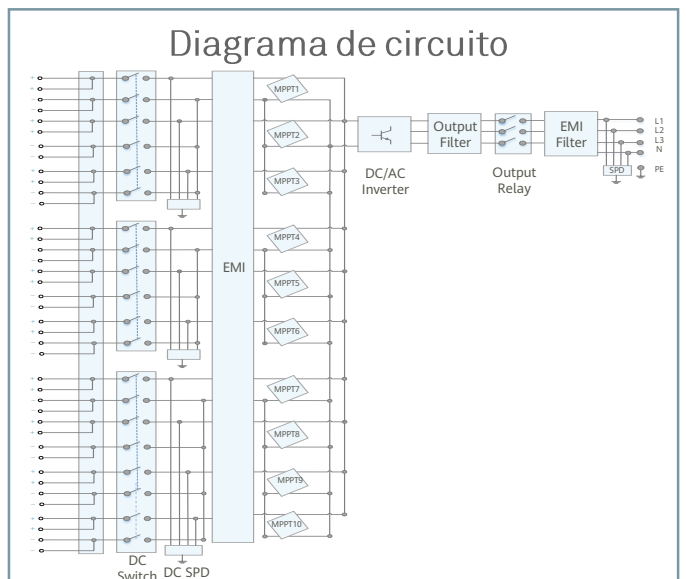 Diagrama de circuito
MPPT1
MPPT2
MPPT3
MPPT4
MPPT5
MPPT6
MPPT7
MPPT8
MPPT9
MPPT10
EMI
DC/AC
Inverter
Output
Filter
Output
Relay
EMI
Filter
L1
L2
L3
N
SPD
PE
DC
Switch
DC SPD